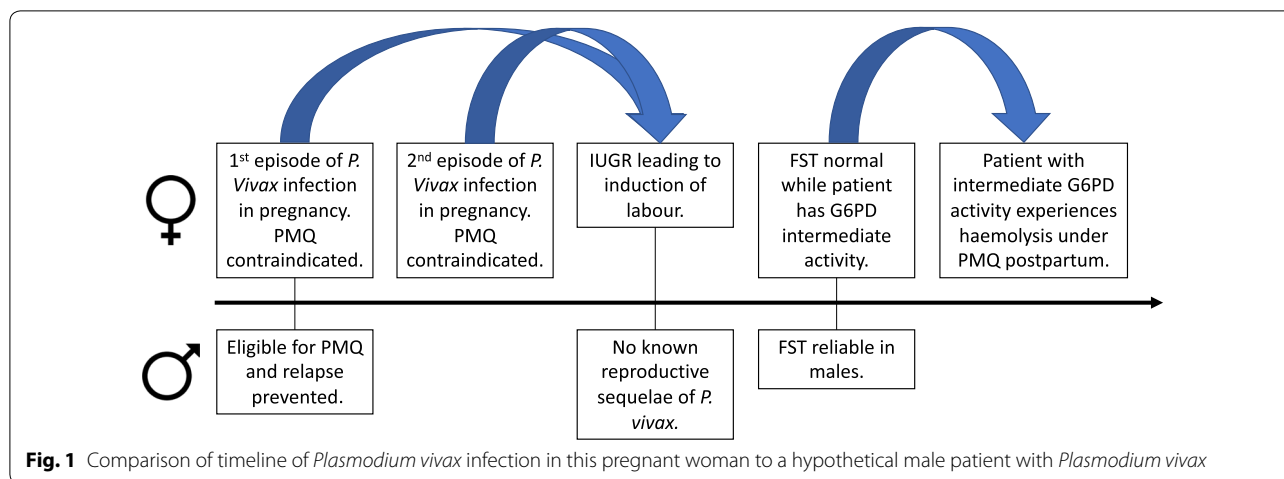 1st episode of P.
Vivax infection
in pregnancy.
PMQ
contraindicated.
2nd episode of P.
Vivax infection
in pregnancy.
PMQ
contraindicated.
IUGR leading to
induction of
labour.
FST normal
while patient
has G6PD
intermediate
activity.
Patient with
intermediate G6PD
activity experiences
haemolysis under
PMQ postpartum.
Eligible for PMQ
and relapse
prevented.
No known
reproductive
sequelae of P.
vivax.
FST reliable in
males.
Fig. 1 Comparison of timeline of Plasmodium vivax infection in this pregnant woman to a hypothetical male patient with Plasmodium vivax